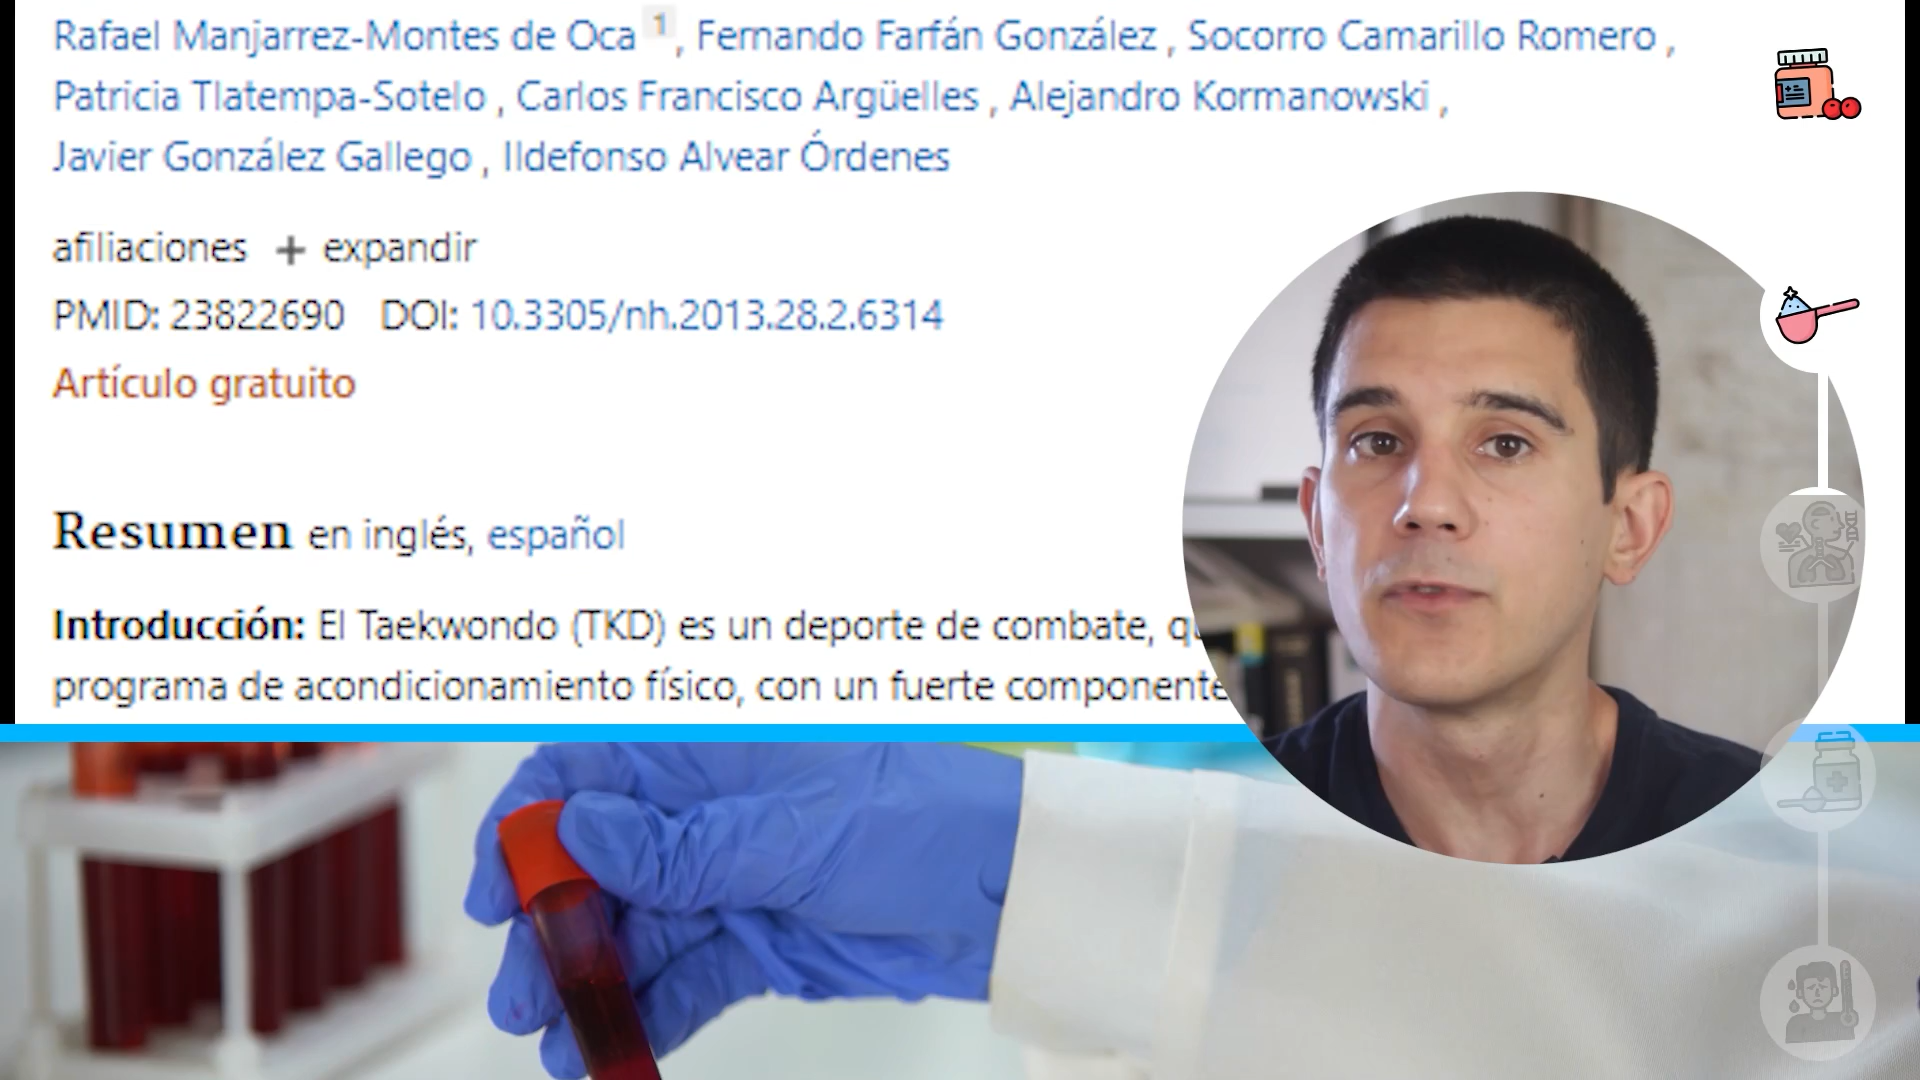 Rafael Manjarrez-Montes de Oca 1 , Fernando Farfán González , Socorro Camarillo Romero ,
Patricia Tlatempa-Sotelo , Carlos Francisco Argüelles , Alejandro Kormanowski ,
Javier González Gallego , Ildefonso Alvear Órdenes
afiliaciones + expandir
PMID: 23822690 DOI: 10.3305/nh.2013.28.2.6314
Artículo gratuito
Resumen en inglés, español
Introducción: El Taekwondo (TKD) es un deporte de combate,
programa de acondicionamiento físico, con un fuerte componente